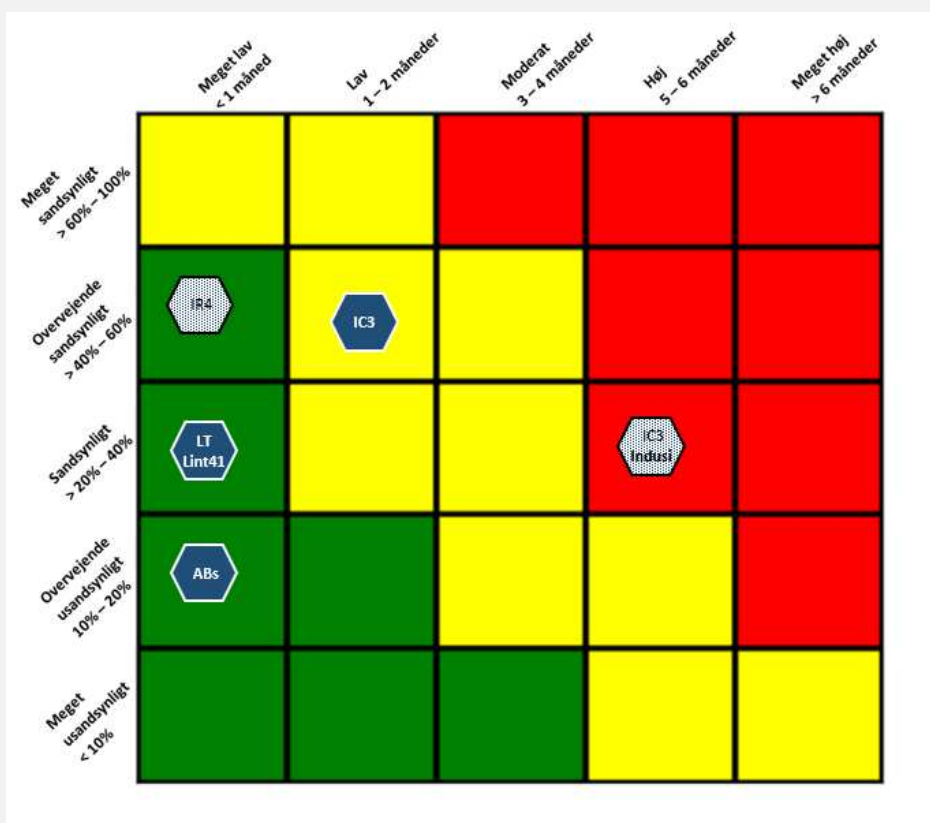 Meget lav
< 1 måned
Lav
1 – 2 måneder
Moderat
3 – 4 måneder
Høj
5 – 6 måneder
Meget høj
> 6 måneder
Meget
sandsynligt
> 60% – 100%
Overvejende
sandsynligt
> 40% – 60%
IR4
IC3
Sandsynligt
> 20% – 40%
LT
Lint41
IC3
Indusi
Overvejende
usandsynligt
10% – 20%
ABs
Meget
usandsynligt
< 10%